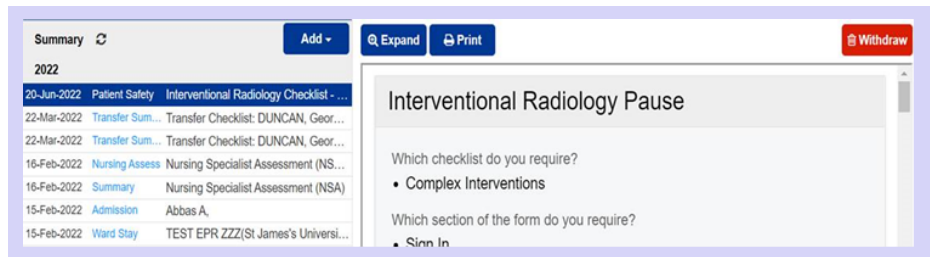 Summary
Add
Expand
Print
Withdraw
2022
20-Jun-2022 Patient Safety Interventional Radiology Checklist - ...
22-Mar-2022 Transfer Sum... Transfer Checklist: DUNCAN, Geor...
22-Mar-2022 Transfer Sum... Transfer Checklist: DUNCAN, Geor...
16-Feb-2022 Nursing Assess Nursing Specialist Assessment (NS...
16-Feb-2022 Summary Nursing Specialist Assessment (NSA)
15-Feb-2022 Admission Abbas A,
15-Feb-2022 Ward Stay TEST EPR ZZZ(St James's Universi...
Interventional Radiology Pause
Which checklist do you require?
• Complex Interventions
Which section of the form do you require?
• Sign In